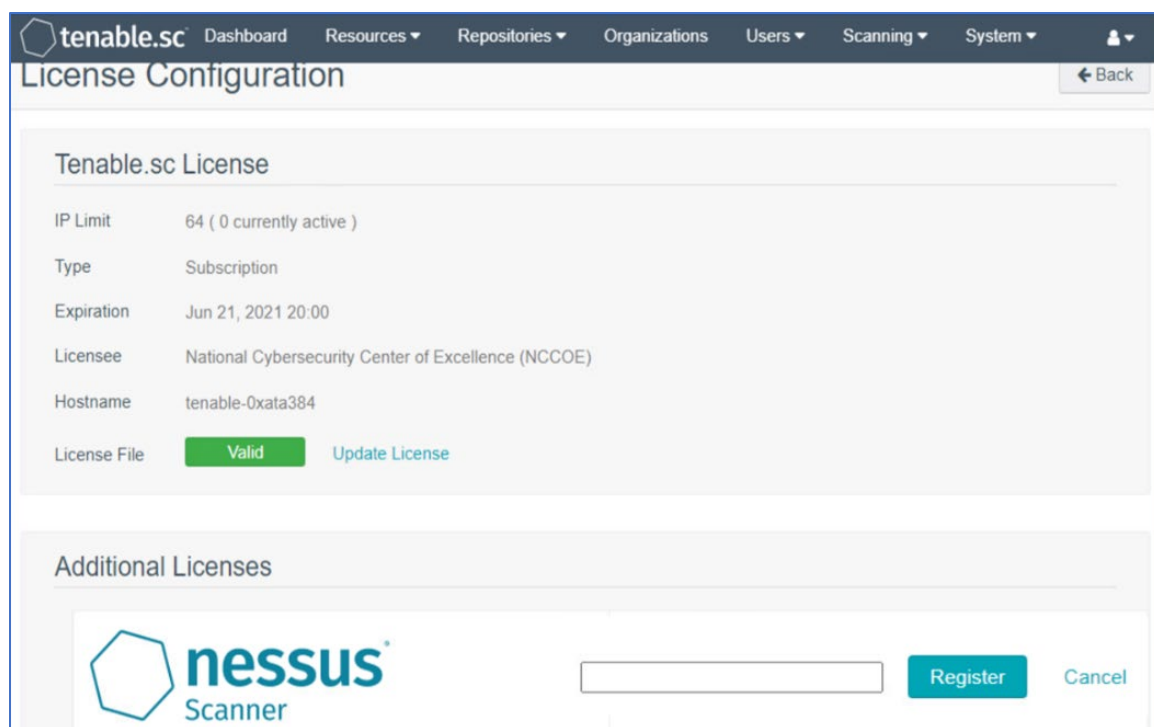 tenable.sc Dashboard Resources Repositories Organizations Users Scanning System
License Configuration
Back
Tenable.sc License
IP Limit 64 ( 0 currently active )
Type Subscription
Expiration Jun 21, 2021 20:00
Licensee National Cybersecurity Center of Excellence (NCCOE)
Hostname tenable-0xata384
License File Valid Update License
Additional Licenses
nessus®
Register Cancel
Scanner